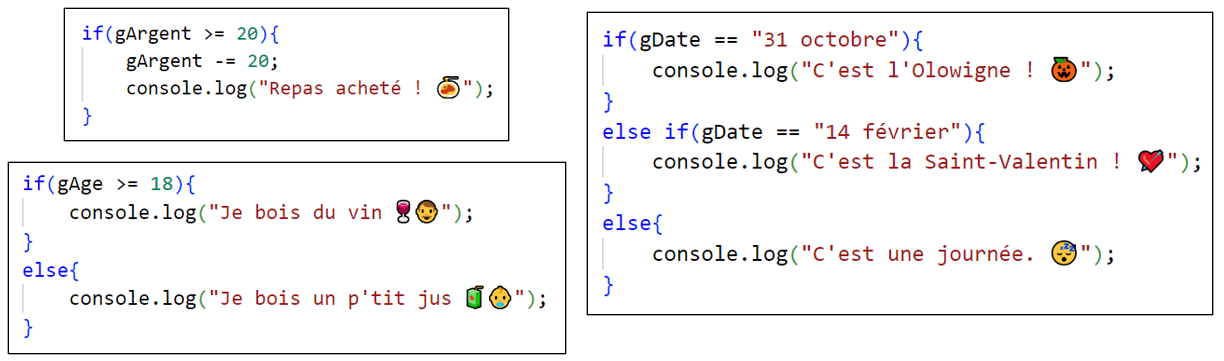 if(gArgent >= 20){
gArgent -= 20;
console.log("Repas acheté ! 🍝");
}
if(gAge >= 18){
console.log("Je bois du vin 🍷👨");
}
else{
console.log("Je bois un p'tit jus 🧃👶");
}
if(gDate == "31 octobre"){
console.log("C'est l'Olowigne ! 🎃");
}
else if(gDate == "14 février"){
console.log("C'est la Saint-Valentin ! 💘");
}
else{
console.log("C'est une journée. 😴");
}